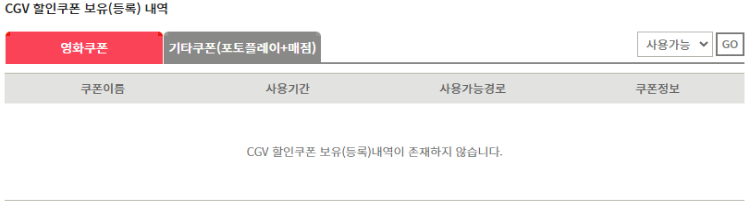 CGV 할인쿠폰 보유(등록) 내역
영화쿠폰 기타쿠폰(포토플레이+매점) 사용가능 GO
쿠폰이름 사용기간 사용가능경로 쿠폰정보
CGV 할인쿠폰 보유(등록)내역이 존재하지 않습니다.